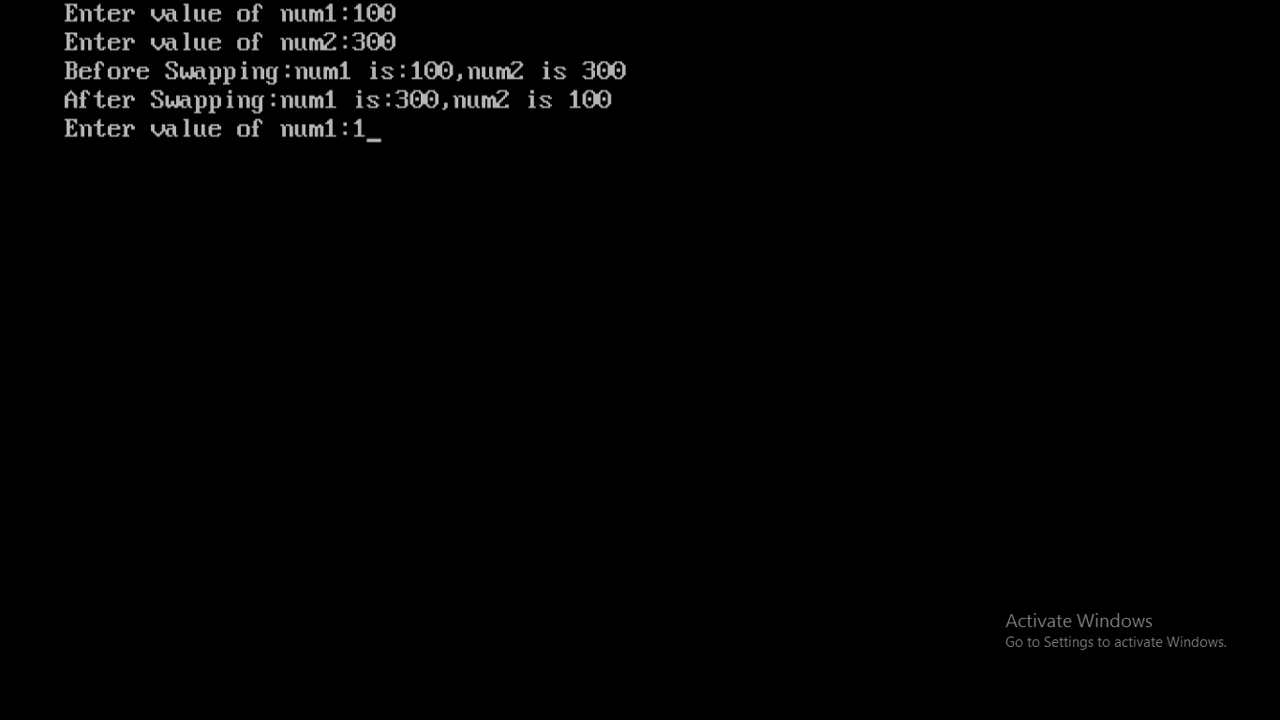 Enter value of num1:100
Enter value of num2:300
Before Swapping:num1 is:100,num2 is 300
After Swapping:num1 is:300,num2 is 100
Enter value of num1:1_
Activate Windows
Go to Settings to activate Windows.